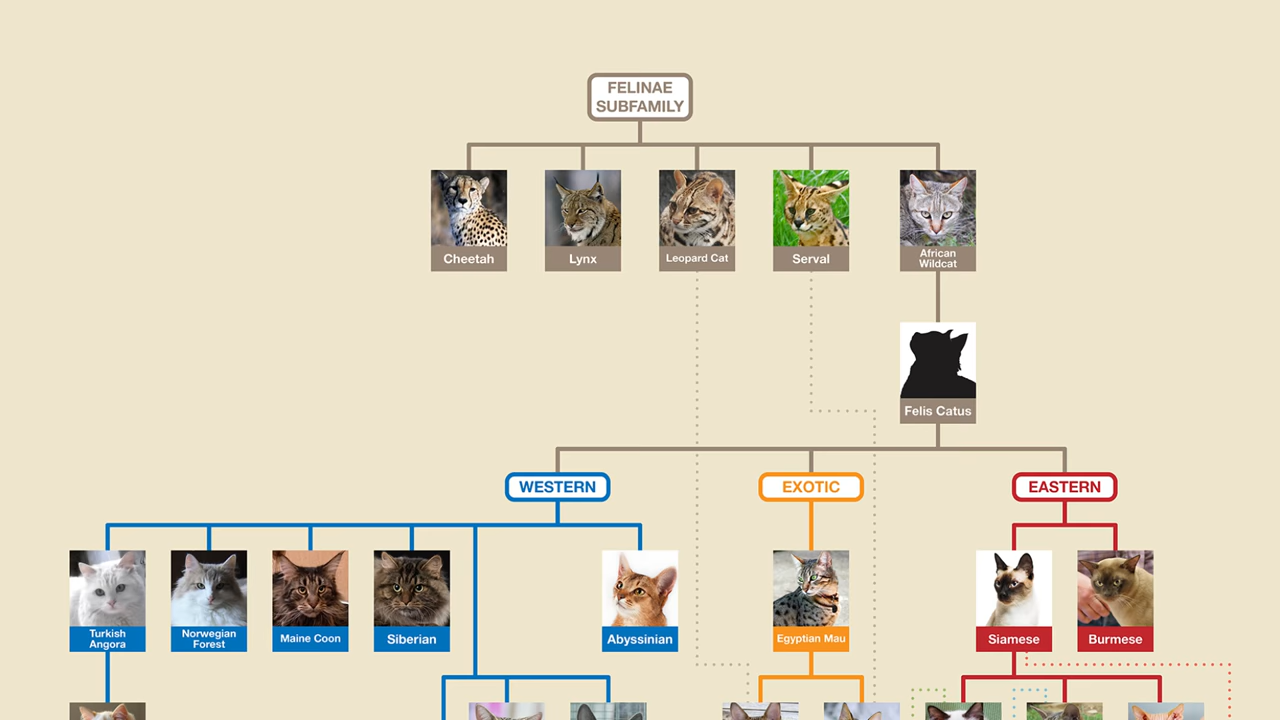 FELINAE
SUBFAMILY
Cheetah
Lynx
Leopard Cat
Serval
African
Wildcat
Felis Catus
WESTERN
EXOTIC
EASTERN
Turkish
Angora
Norwegian
Forest
Maine Coon
Siberian
Abyssinian
Egyptian Mau
Siamese
Burmese